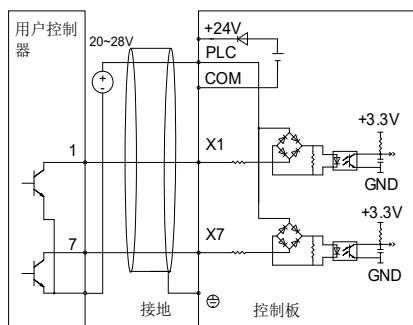 用户控制
器
20~28V
+
-
+24V
PLC
COM
1
X1
+3.3V
GND
7
X7
+3.3V
GND
接地
控制板